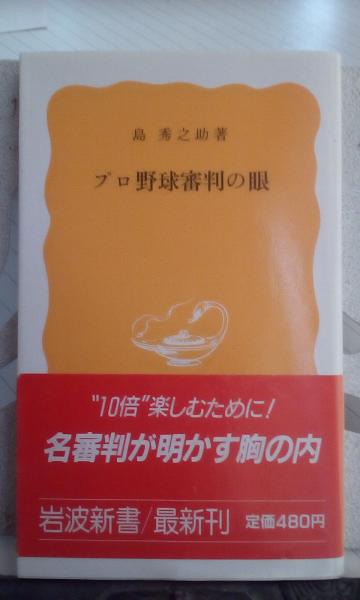 島 秀之助著
プロ野球審判の眼
"10倍"楽しむために!
名審判が明かす胸の内
岩波新書/最新刊 定価480円